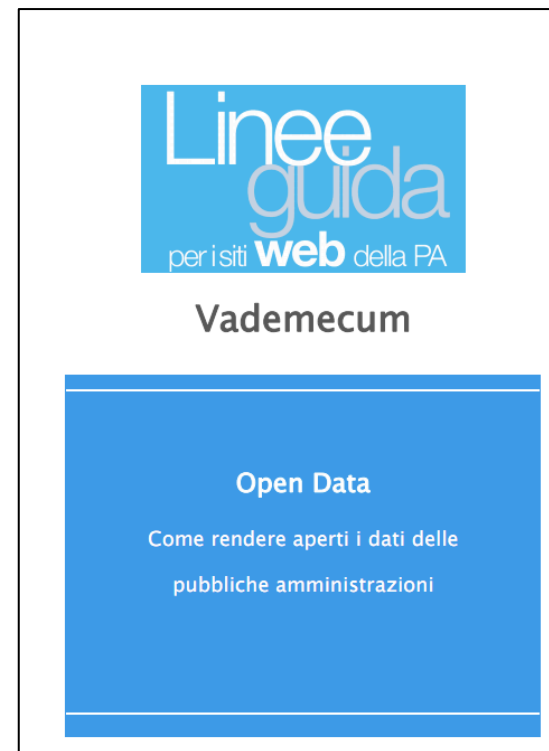 Linee
guida
per i siti web della PA
Vademecum
Open Data
Come rendere aperti i dati delle
pubbliche amministrazioni